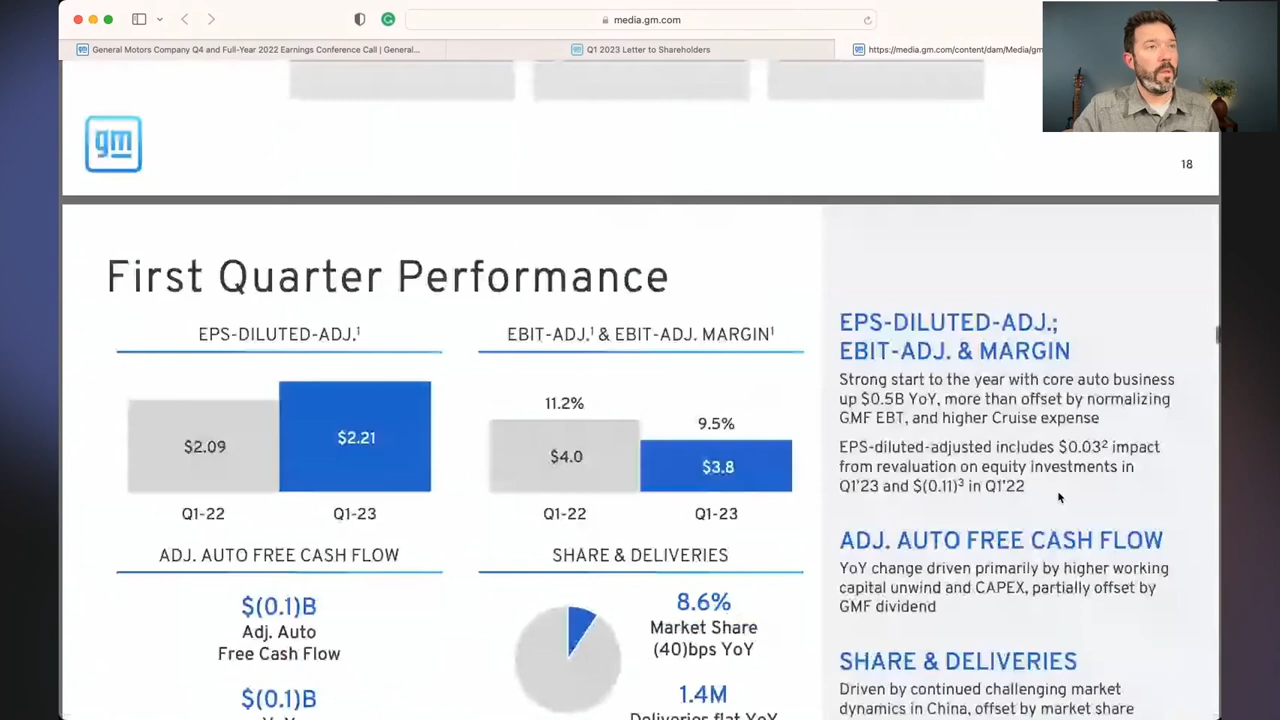 media.gm.com
General Motors Company Q4 and Full-Year 2022 Earnings Conference Call | General...
Q1 2023 Letter to Shareholders
https://media.gm.com/content/dam/Media/gm
gm
18
First Quarter Performance
EPS-DILUTED-ADJ.¹
$2.09
$2.21
Q1-22
Q1-23
EBIT-ADJ.¹ & EBIT-ADJ. MARGIN¹
11.2%
9.5%
$4.0
$3.8
Q1-22
Q1-23
ADJ. AUTO FREE CASH FLOW
$(0.1)B
Adj. Auto
Free Cash Flow
$(0.1)B
YoY
SHARE & DELIVERIES
8.6%
Market Share
(40)bps YoY
1.4M
Deliveries flat YoY
EPS-DILUTED-ADJ.;
EBIT-ADJ. & MARGIN
Strong start to the year with core auto business
up $0.5B YoY, more than offset by normalizing
GMF EBT, and higher Cruise expense
EPS-diluted-adjusted includes $0.03² impact
from revaluation on equity investments in
Q1'23 and $(0.11)³ in Q1'22
ADJ. AUTO FREE CASH FLOW
YoY change driven primarily by higher working
capital unwind and CAPEX, partially offset by
GMF dividend
SHARE & DELIVERIES
Driven by continued challenging market
dynamics in China, offset by market share